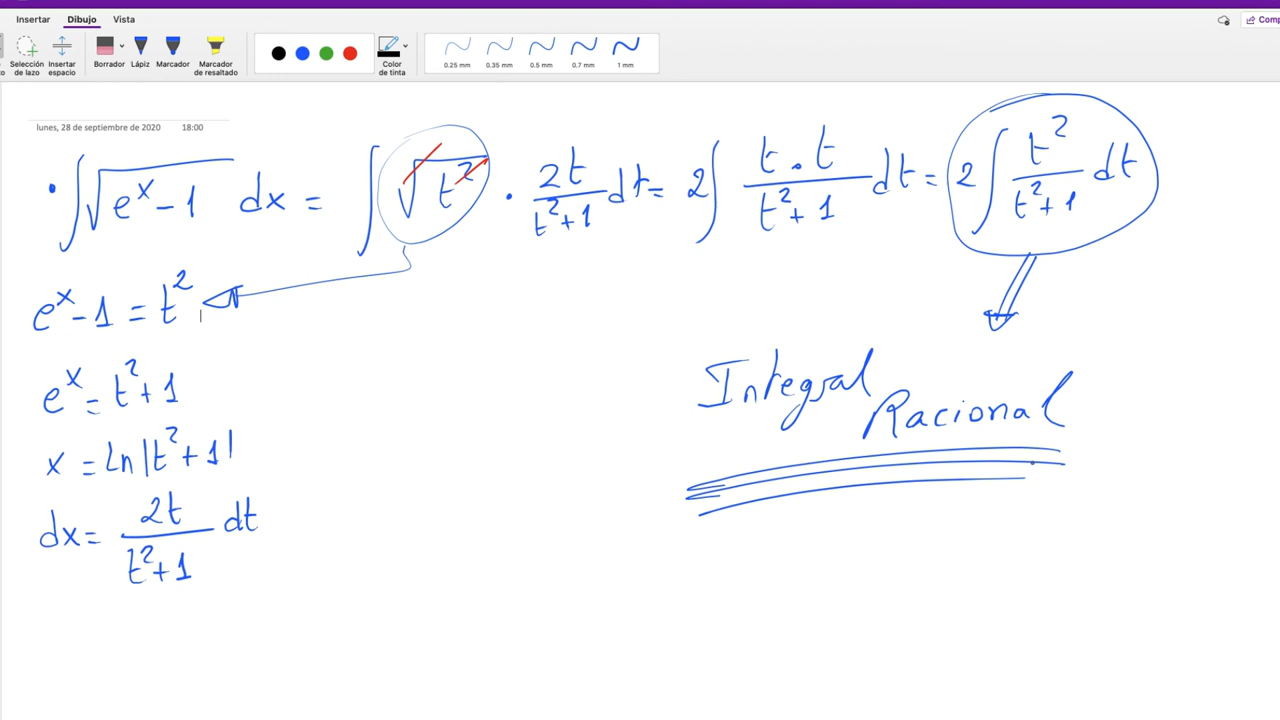 Insertar Dibujo Vista
Comp
Selección de lazo
Insertar espacio
Borrador
Lápiz
Marcador
Marcador de resaltado
Color de tinta
0.25 mm 0.35 mm 0.5 mm 0.7 mm 1 mm
lunes, 28 de septiembre de 2020 18:00
• ∫√(e^x - 1) dx = ∫ √(t²) · 2t/(t²+1) dt = 2∫ (t · t)/(t²+1) dt = 2∫ t²/(t²+1) dt
e^x - 1 = t²
e^x = t² + 1
x = Ln|t² + 1|
dx = 2t/(t²+1) dt
Integral Racional